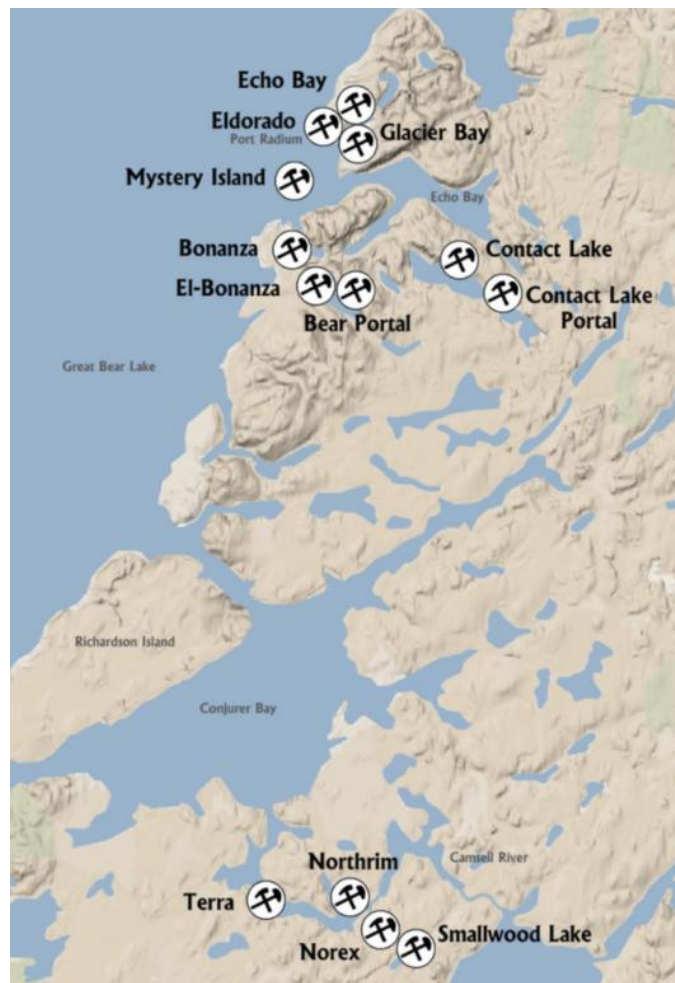 Echo Bay
Eldorado
Port Radium
Glacier Bay
Mystery Island
Echo Bay
Bonanza
Contact Lake
El-Bonanza
Contact Lake
Portal
Bear Portal
Great Bear Lake
Richardson Island
Conjurer Bay
Northrim
Camsell River
Terra
Smallwood Lake
Norex